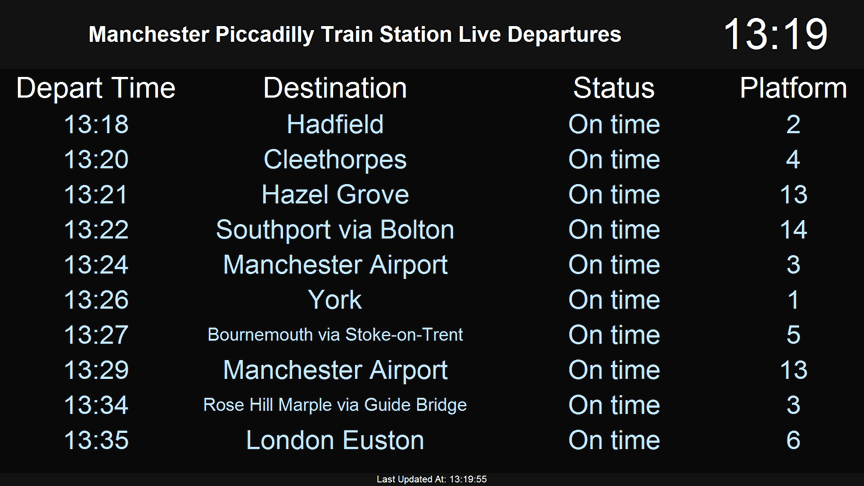 Manchester Piccadilly Train Station Live Departures 13:19
Depart Time Destination Status Platform
13:18 Hadfield On time 2
13:20 Cleethorpes On time 4
13:21 Hazel Grove On time 13
13:22 Southport via Bolton On time 14
13:24 Manchester Airport On time 3
13:26 York On time 1
13:27 Bournemouth via Stoke-on-Trent On time 5
13:29 Manchester Airport On time 13
13:34 Rose Hill Marple via Guide Bridge On time 3
13:35 London Euston On time 6
Last Updated At: 13:19:55